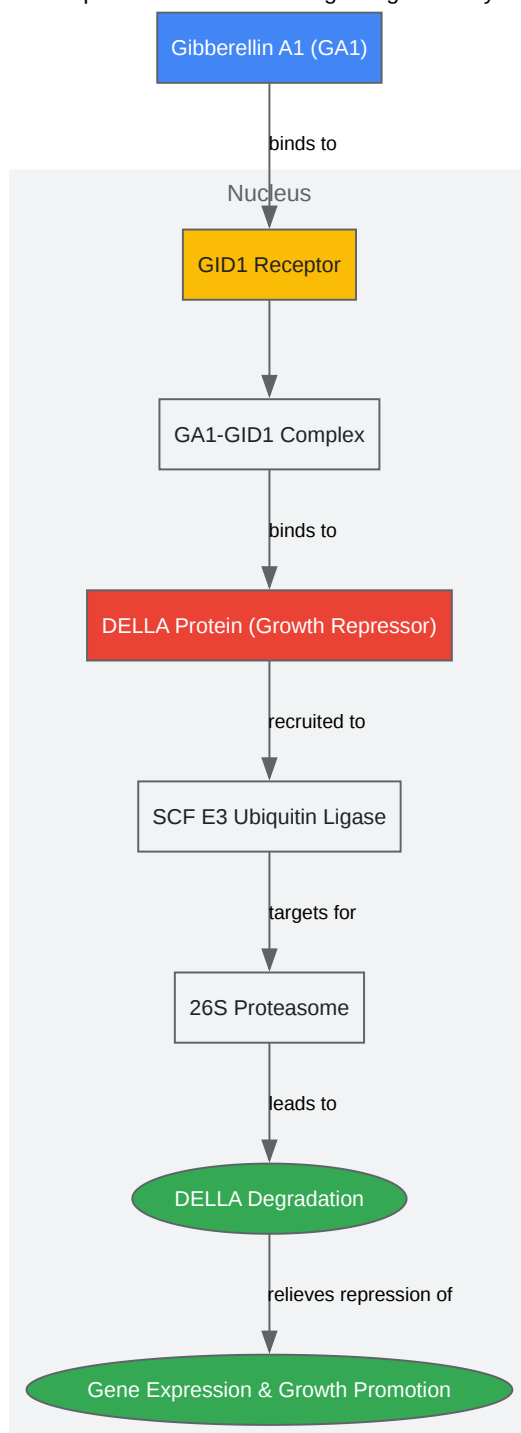 Gibberellin A1 (GA1)
binds to
Nucleus
GID1 Receptor
GA1-GID1 Complex
binds to
DELLA Protein (Growth Repressor)
recruited to
SCF E3 Ubiquitin Ligase
targets for
26S Proteasome
leads to
DELLA Degradation
relieves repression of
Gene Expression & Growth Promotion